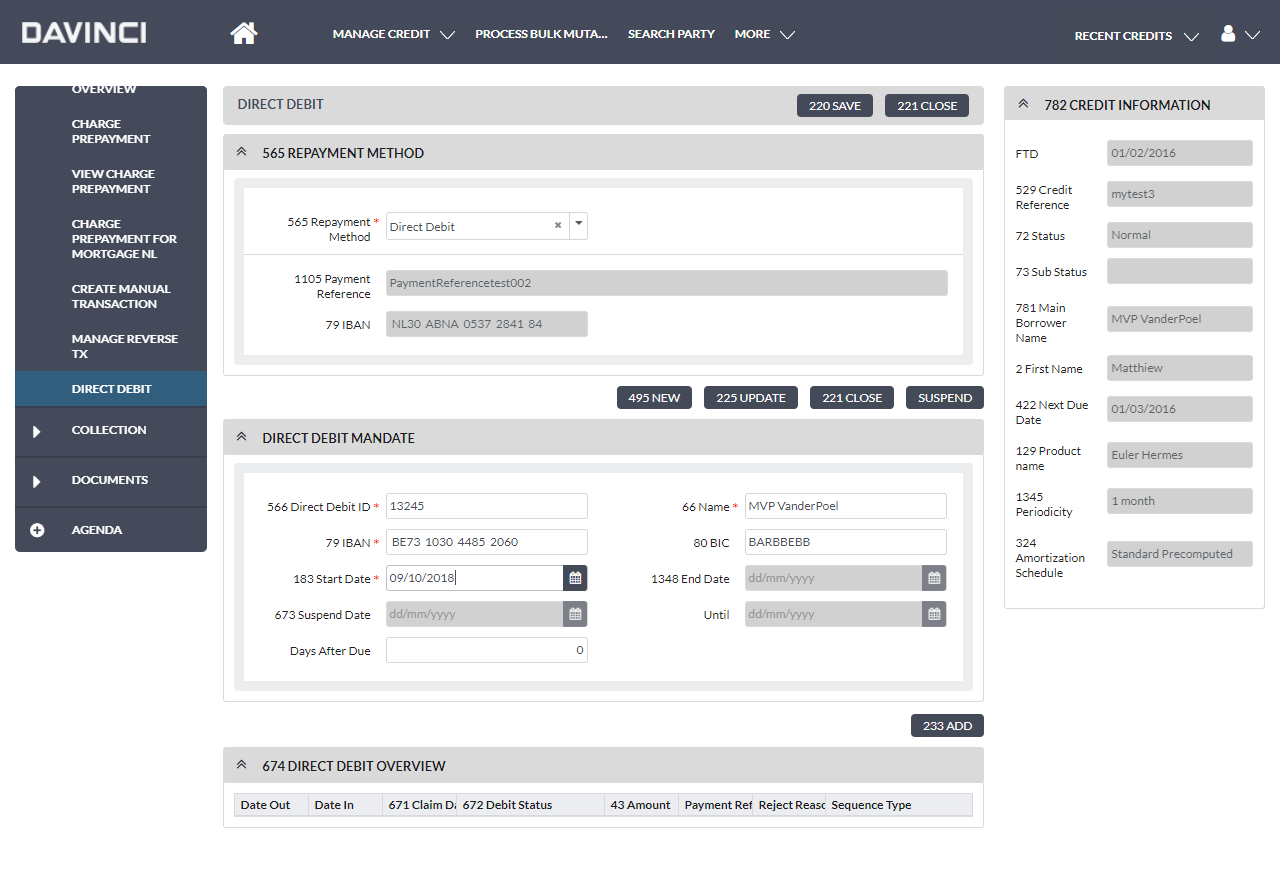 DAVINCI
MANAGE CREDIT
PROCESS BULK MUTA...
SEARCH PARTY
MORE
RECENT CREDITS
OVERVIEW
CHARGE
PREPAYMENT
VIEW CHARGE
PREPAYMENT
CHARGE
PREPAYMENT FOR
MORTGAGE NL
CREATE MANUAL
TRANSACTION
MANAGE REVERSE
TX
DIRECT DEBIT
COLLECTION
DOCUMENTS
AGENDA
DIRECT DEBIT
220 SAVE
221 CLOSE
565 REPAYMENT METHOD
565 Repayment *
Method
Direct Debit
1105 Payment
Reference
PaymentReferencetest002
79 IBAN
NL30 ABNA 0537 2841 84
495 NEW
225 UPDATE
221 CLOSE
SUSPEND
DIRECT DEBIT MANDATE
566 Direct Debit ID *
13245
66 Name *
MVP VanderPoel
79 IBAN *
BE73 1030 4485 2060
80 BIC
BARBBEBB
183 Start Date *
09/10/2018
1348 End Date
dd/mm/yyyy
673 Suspend Date
dd/mm/yyyy
Until
dd/mm/yyyy
Days After Due
0
233 ADD
674 DIRECT DEBIT OVERVIEW
Date Out
Date In
671 Claim Da
672 Debit Status
43 Amount
Payment Ref
Reject Reaso
Sequence Type
782 CREDIT INFORMATION
FTD
01/02/2016
529 Credit
Reference
mytest3
72 Status
Normal
73 Sub Status
781 Main
Borrower
Name
MVP VanderPoel
2 First Name
Matthiew
422 Next Due
Date
01/03/2016
129 Product
name
Euler Hermes
1345
Periodicity
1 month
324
Amortization
Schedule
Standard Precomputed